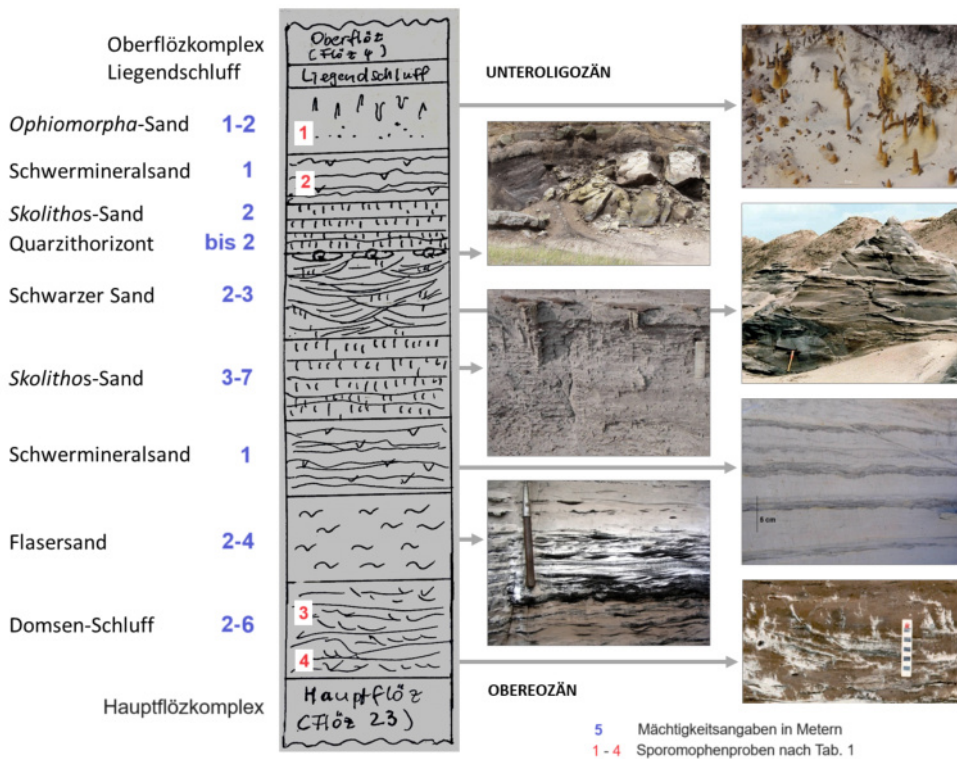 Oberflözkomplex
Liegendschluff
Ophiomorpha-Sand 1-2
Schwermineralsand 1
Skolithos-Sand 2
Quarzithorizont bis 2
Schwarzer Sand 2-3
Skolithos-Sand 3-7
Schwermineralsand 1
Flasersand 2-4
Domsen-Schluff 2-6
Hauptflözkomplex
Oberflöz
(Flöz 4)
Liegendschluff
1
2
Q Q Q
3
4
Hauptflöz
(Flöz 23)
UNTEROLIGOZÄN
5 cm
OBEREOZÄN
5 Mächtigkeitsangaben in Metern
1 - 4 Sporomophenproben nach Tab. 1